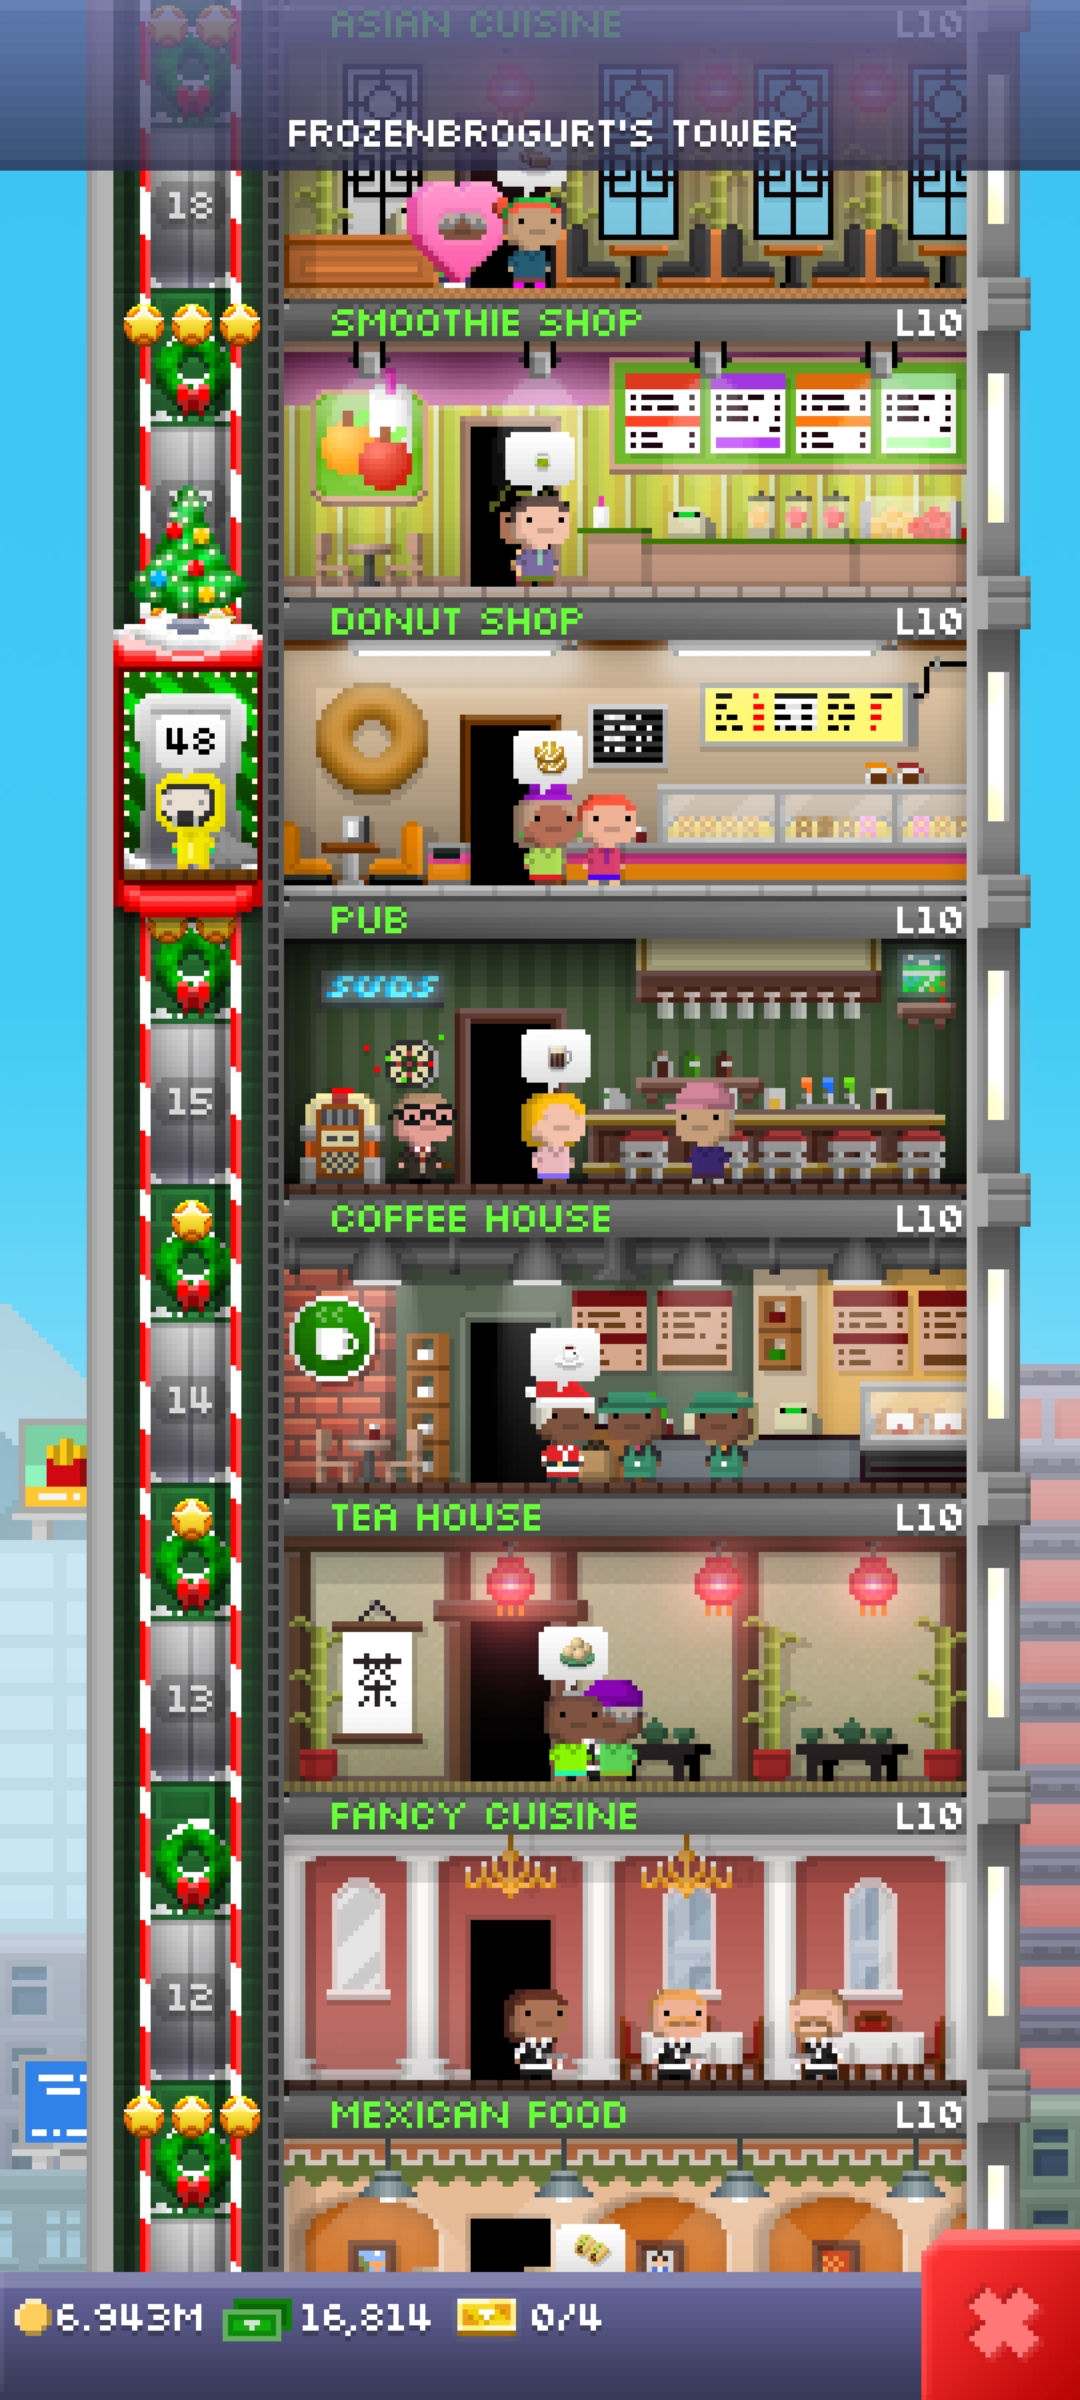 ASIAN CUISINE L10
FROZENBROGURT'S TOWER
18
SMOOTHIE SHOP L10
DONUT SHOP L10
48
PUB L10
SUDS
15
COFFEE HOUSE L10
14
TEA HOUSE L10
茶
13
FANCY CUISINE L10
12
MEXICAN FOOD L10
6.943M 16,814 0/4